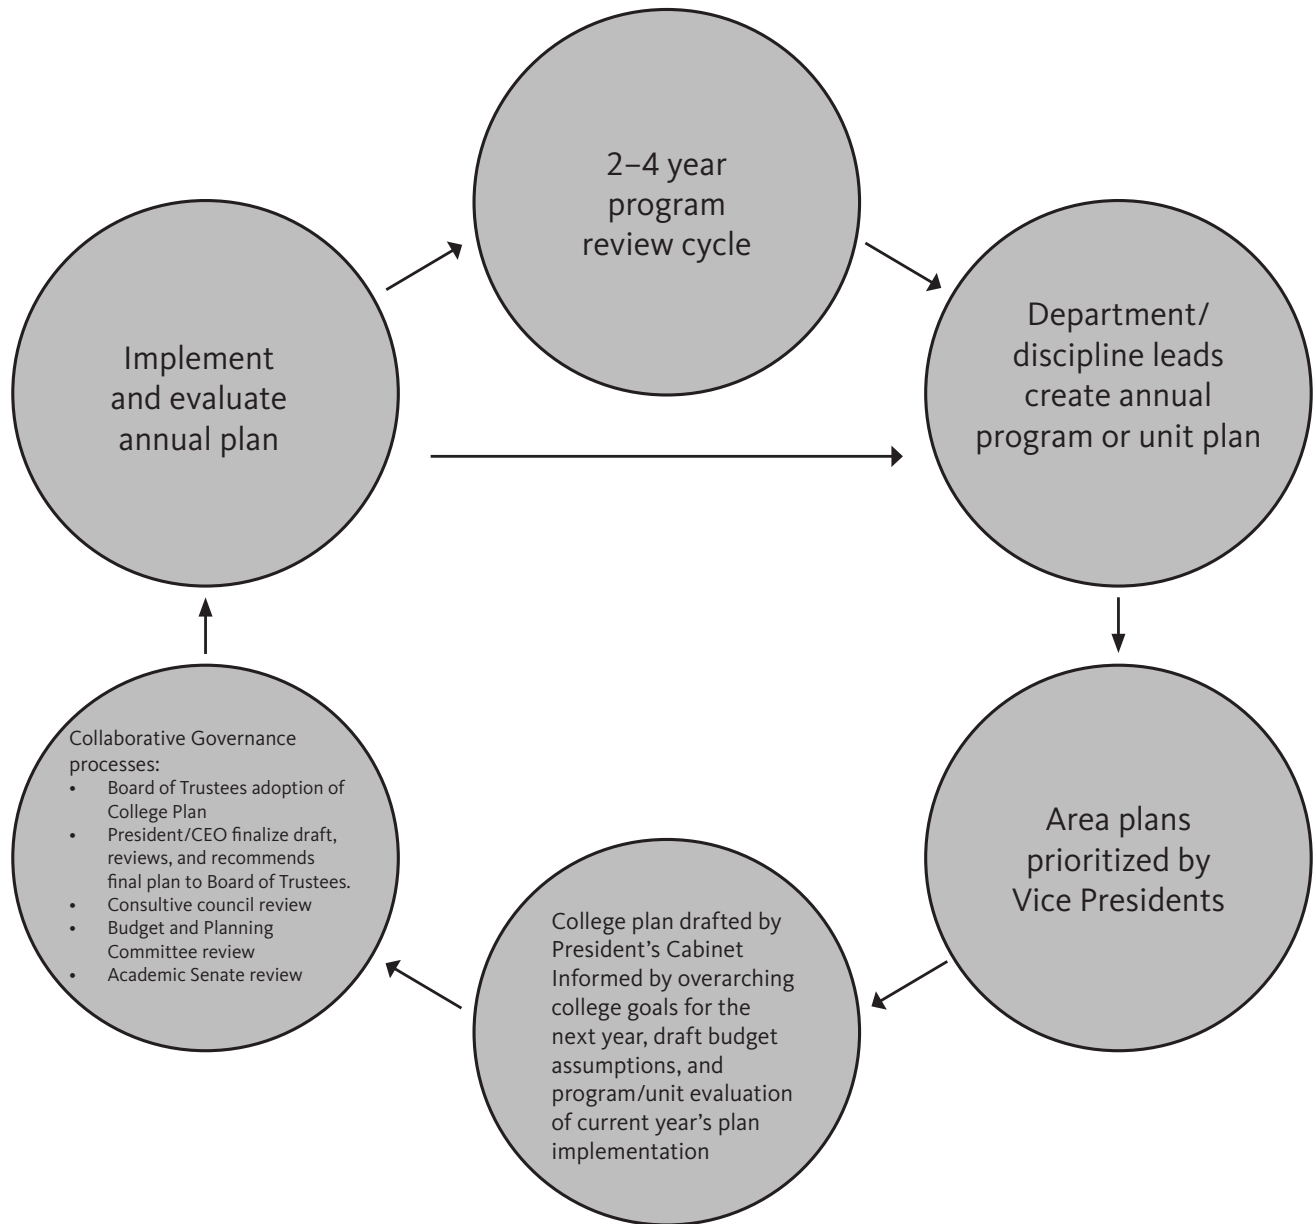 2–4 year
program
review cycle
Department/
discipline leads
create annual
program or unit plan
Area plans
prioritized by
Vice Presidents
College plan drafted by
President’s Cabinet
Informed by overarching
college goals for the
next year, draft budget
assumptions, and
program/unit evaluation
of current year’s plan
implementation
Collaborative Governance
processes:
• Board of Trustees adoption of
College Plan
• President/CEO finalize draft,
reviews, and recommends
final plan to Board of Trustees.
• Consultive council review
• Budget and Planning
Committee review
• Academic Senate review
Implement
and evaluate
annual plan